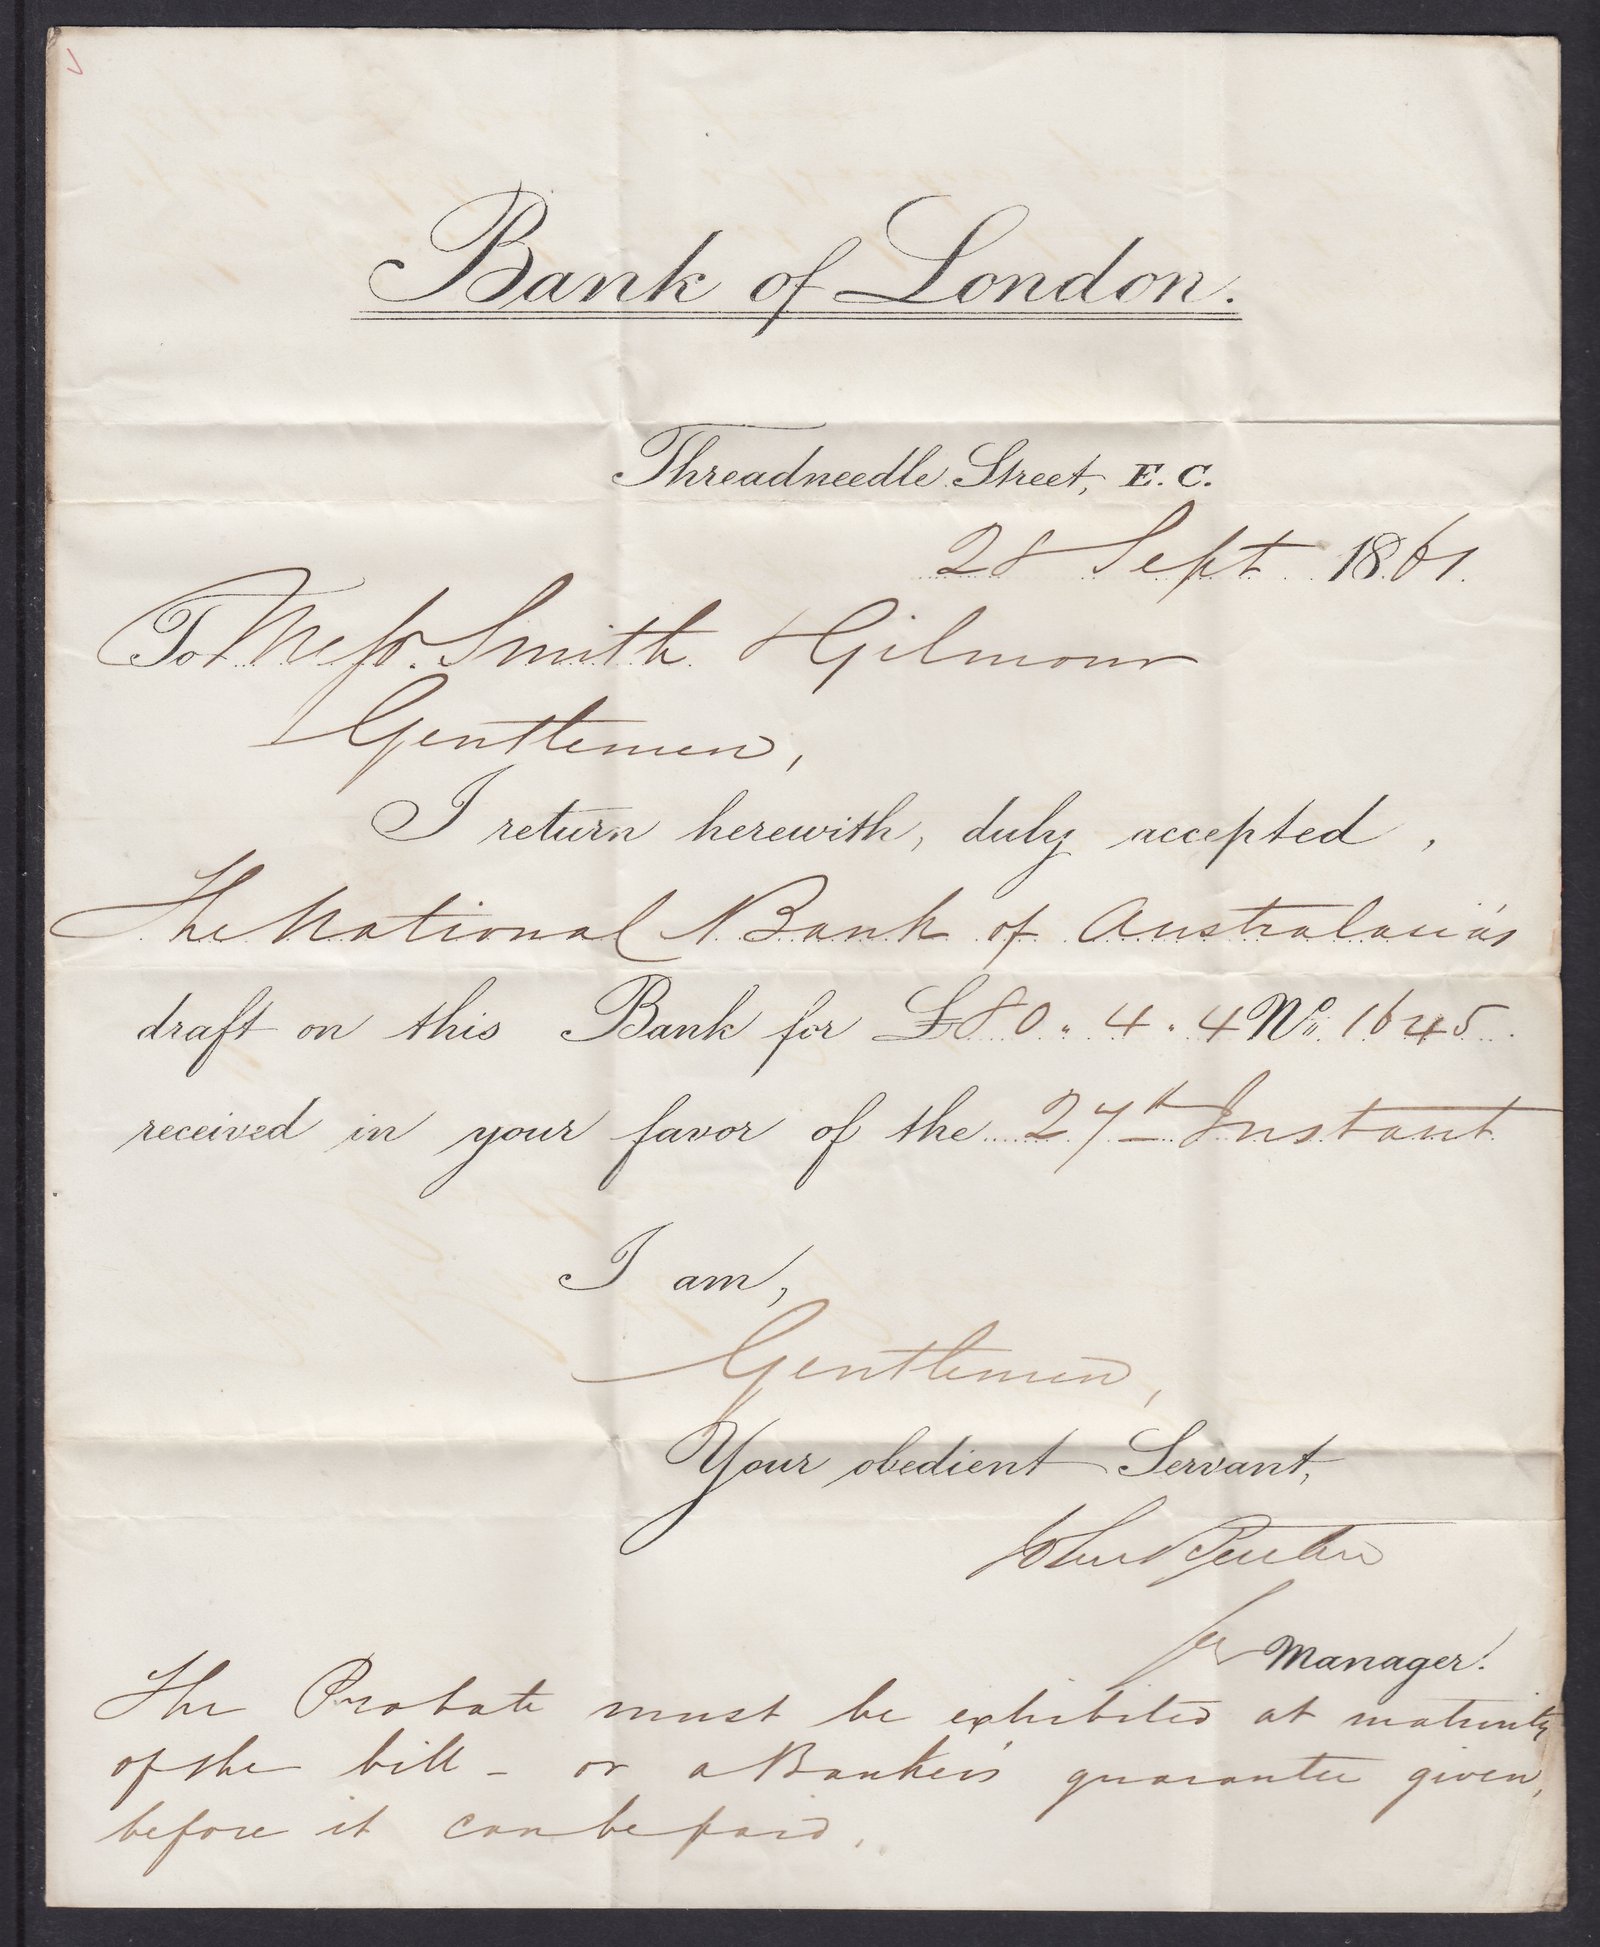 Bank of London.
Threadneedle Street, E.C.
28 Sept 1861.
To Messrs. Smith & Gilmour
Gentlemen,
I return herewith, duly accepted,
The National Bank of Australasia's
draft on this Bank for £80 " 4 " 4 No. 1645
received in your favor of the 27th Instant
I am,
Gentlemen,
Your obedient Servant,
John
for Manager.
The Probate must be exhibited at maturity
of the bill - or a Banker's guarantee given,
before it can be paid.